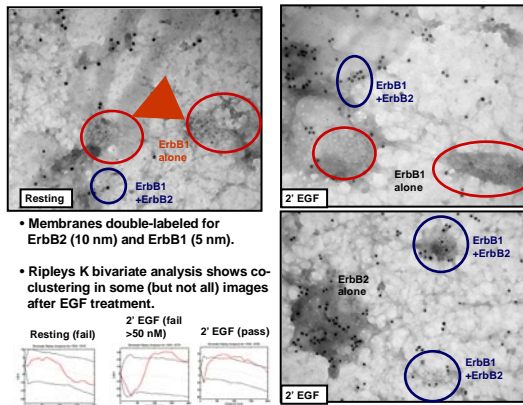 ErbB1
alone
Resting
ErbB1
+ErbB2
ErbB1
+ErbB2
ErbB1
alone
2' EGF
• Membranes double-labeled for
ErbB2 (10 nm) and ErbB1 (5 nm).
• Ripleys K bivariate analysis shows co-
clustering in some (but not all) images
after EGF treatment.
Resting (fail)
2' EGF (fail
>50 nM)
2' EGF (pass)
ErbB1
+ErbB2
ErbB2
alone
ErbB1
+ErbB2
2' EGF